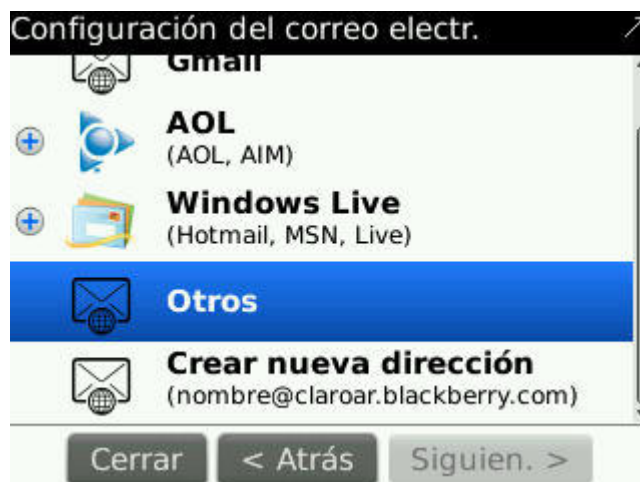 Configuración del correo electr.
Gmail
AOL
(AOL, AIM)
Windows Live
(Hotmail, MSN, Live)
Otros
Crear nueva dirección
(nombre@claroar.blackberry.com)
Cerrar < Atrás Siguien. >